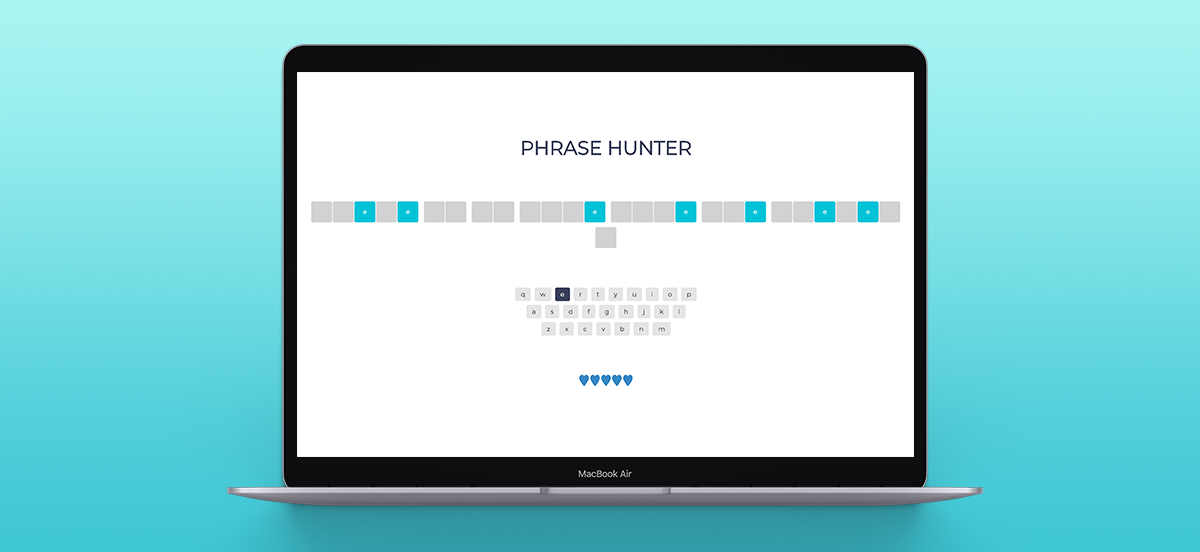 PHRASE HUNTER
e e e e e e e
q w e r t y u i o p
a s d f g h j k l
z x c v b n m
MacBook Air